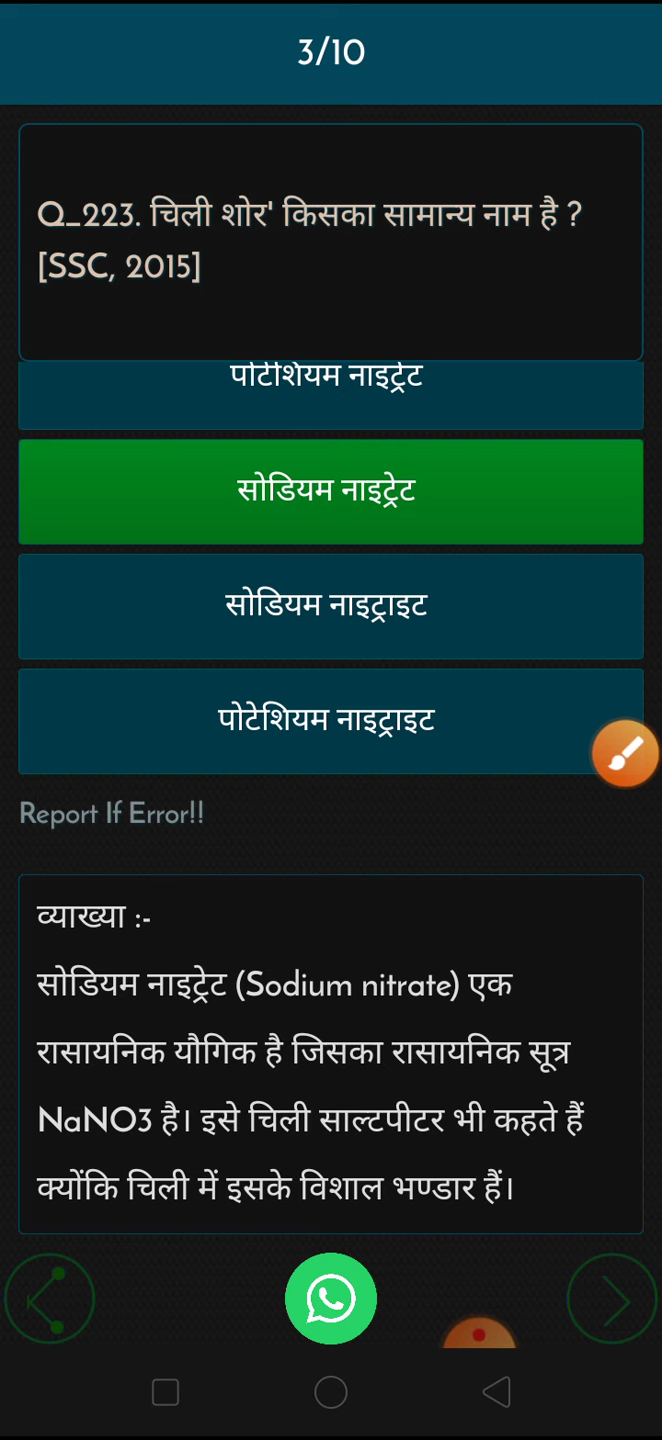 3/10
Q_223. चिली शोर' किसका सामान्य नाम है ?
[SSC, 2015]
पोटेशियम नाइट्रेट
सोडियम नाइट्रेट
सोडियम नाइट्राइट
पोटेशियम नाइट्राइट
Report If Error!!
व्याख्या :-
सोडियम नाइट्रेट (Sodium nitrate) एक
रासायनिक यौगिक है जिसका रासायनिक सूत्र
NaNO3 है। इसे चिली साल्टपीटर भी कहते हैं
क्योंकि चिली में इसके विशाल भण्डार हैं।